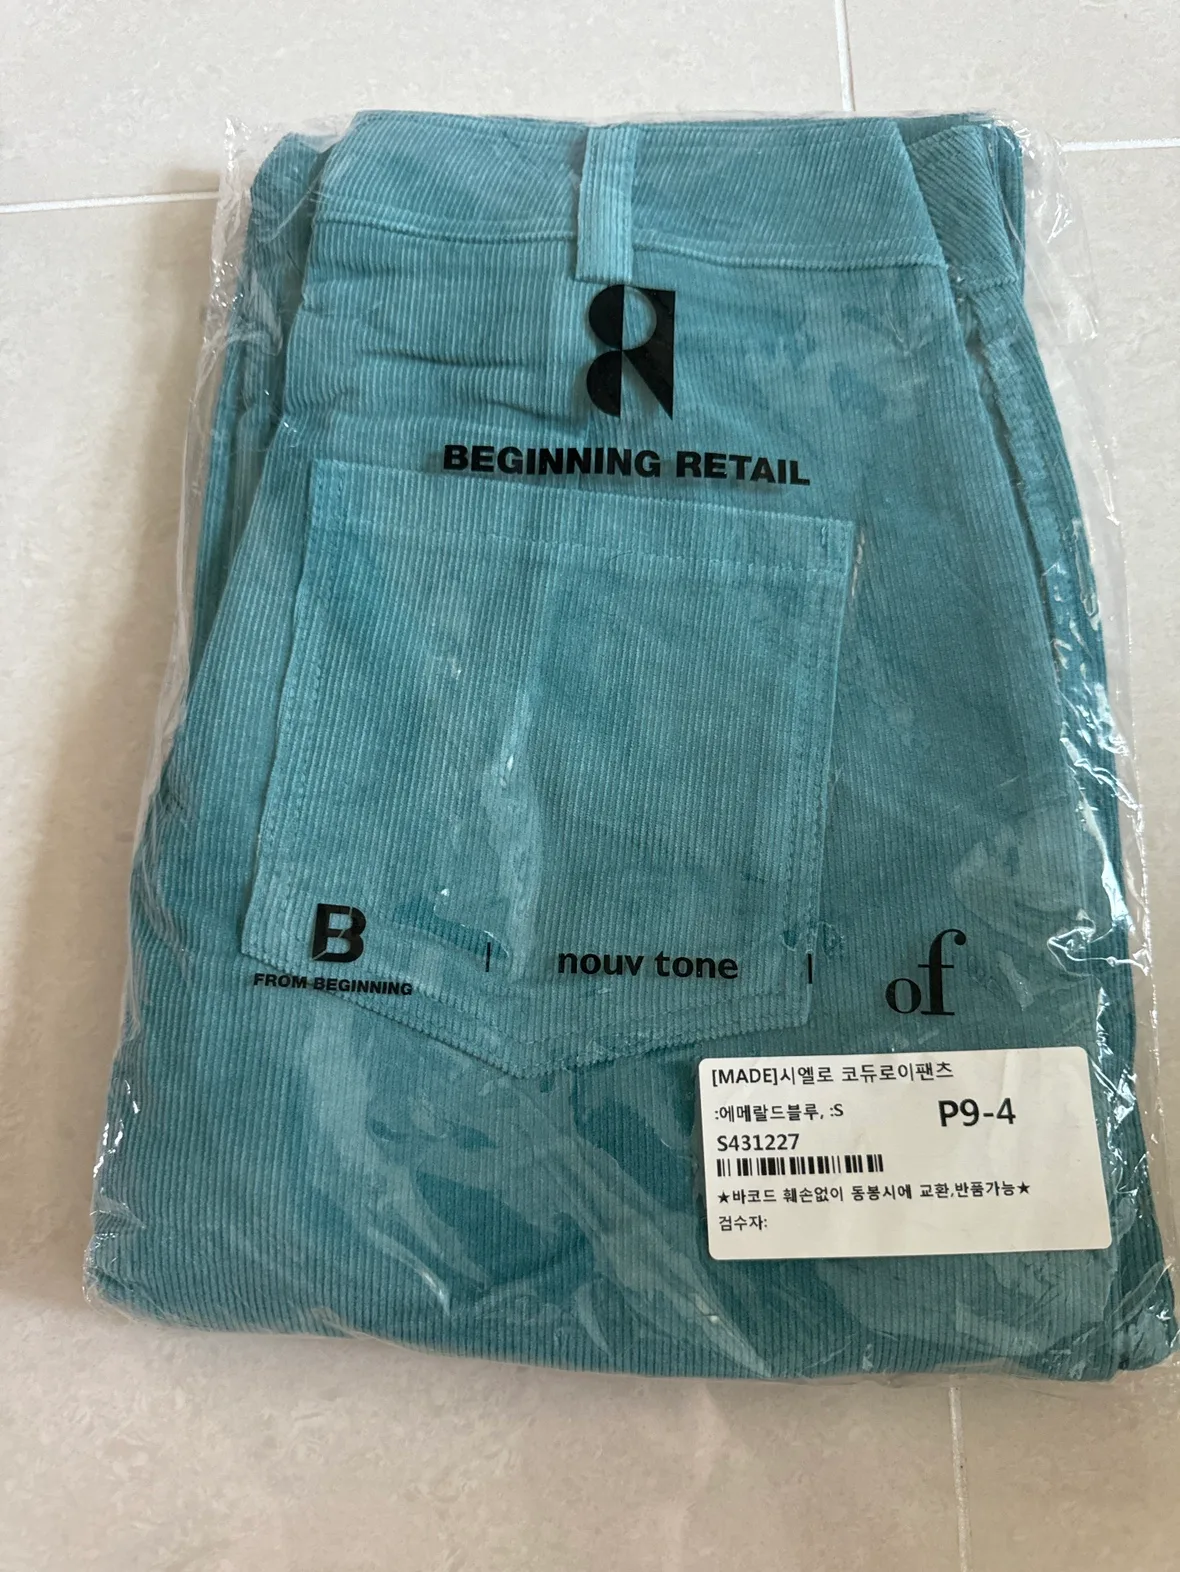 BEGINNING RETAIL
B
FROM BEGINNING
|
nouv tone
|
of
[MADE]시엘로 코듀로이팬츠
:에메랄드블루, :S
P9-4
S431227
★바코드 훼손없이 동봉시에 교환,반품가능★
검수자: